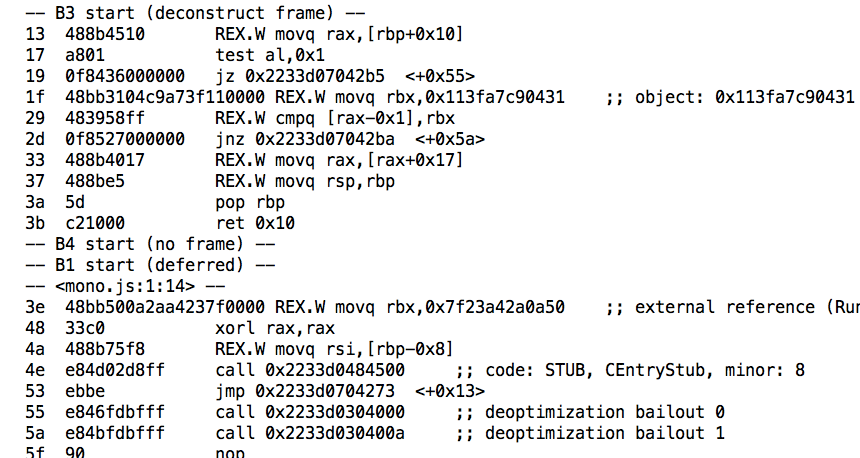 -- B3 start (deconstruct frame) --
13 488b4510 REX.W movq rax,[rbp+0x10]
17 a801 test al,0x1
19 0f8436000000 jz 0x2233d07042b5 <+0x55>
1f 48bb3104c9a73f110000 REX.W movq rbx,0x113fa7c90431 ;; object: 0x113fa7c90431
29 483958ff REX.W cmpq [rax-0x1],rbx
2d 0f8527000000 jnz 0x2233d07042ba <+0x5a>
33 488b4017 REX.W movq rax,[rax+0x17]
37 488be5 REX.W movq rsp,rbp
3a 5d pop rbp
3b c21000 ret 0x10
-- B4 start (no frame) --
-- B1 start (deferred) --
-- <mono.js:1:14> --
3e 48bb500a2aa4237f0000 REX.W movq rbx,0x7f23a42a0a50 ;; external reference (Rur
48 33c0 xorl rax,rax
4a 488b75f8 REX.W movq rsi,[rbp-0x8]
4e e84d02d8ff call 0x2233d0484500 ;; code: STUB, CEntryStub, minor: 8
53 ebbe jmp 0x2233d0704273 <+0x13>
55 e846fdbfff call 0x2233d0304000 ;; deoptimization bailout 0
5a e84bfdbfff call 0x2233d030400a ;; deoptimization bailout 1
5f 90 nop